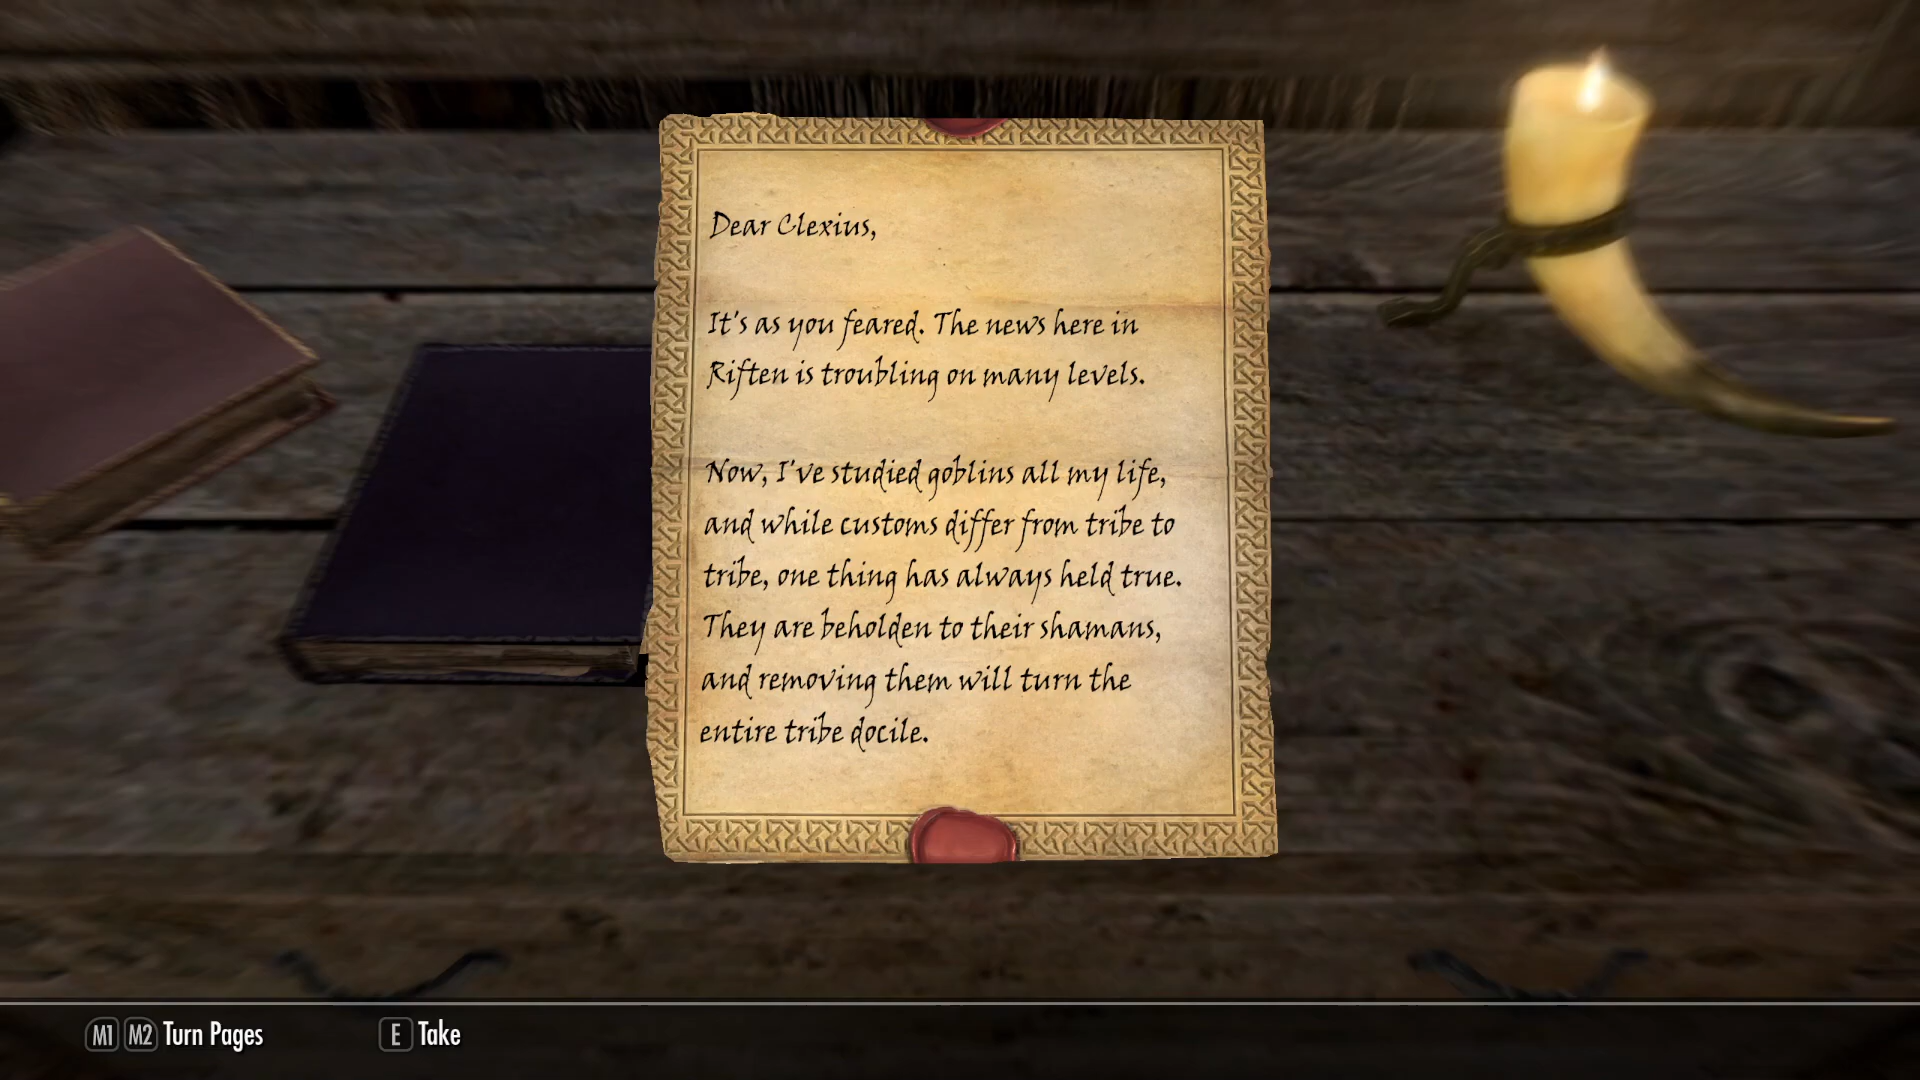 Dear Clexius,
It's as you feared. The news here in
Riften is troubling on many levels.
Now, I've studied goblins all my life,
and while customs differ from tribe to
tribe, one thing has always held true.
They are beholden to their shamans,
and removing them will turn the
entire tribe docile.
M1 M2 Turn Pages E Take